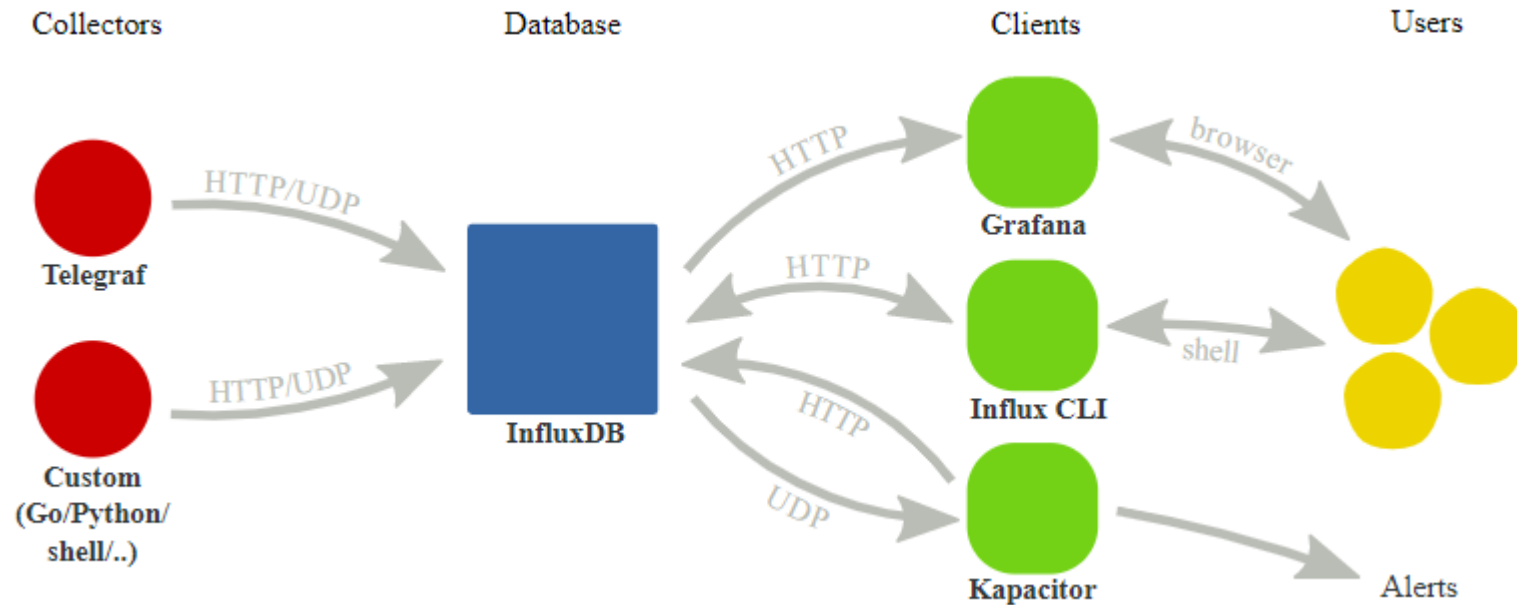 Collectors
Database
Clients
Users
HTTP/UDP
Telegraf
HTTP/UDP
Custom
(Go/Python/
shell/..)
InfluxDB
HTTP
HTTP
HTTP
UDP
Grafana
Influx CLI
Kapacitor
browser
shell
Alerts